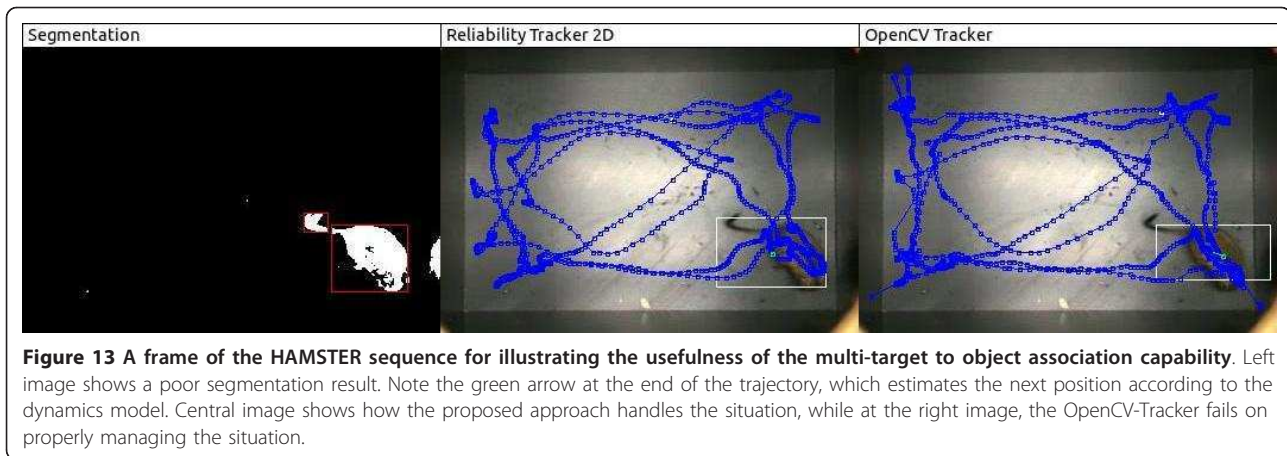 Segmentation
Reliability Tracker 2D
OpenCV Tracker
Figure 13 A frame of the HAMSTER sequence for illustrating the usefulness of the multi-target to object association capability. Left
image shows a poor segmentation result. Note the green arrow at the end of the trajectory, which estimates the next position according to the
dynamics model. Central image shows how the proposed approach handles the situation, while at the right image, the OpenCV-Tracker fails on
properly managing the situation.